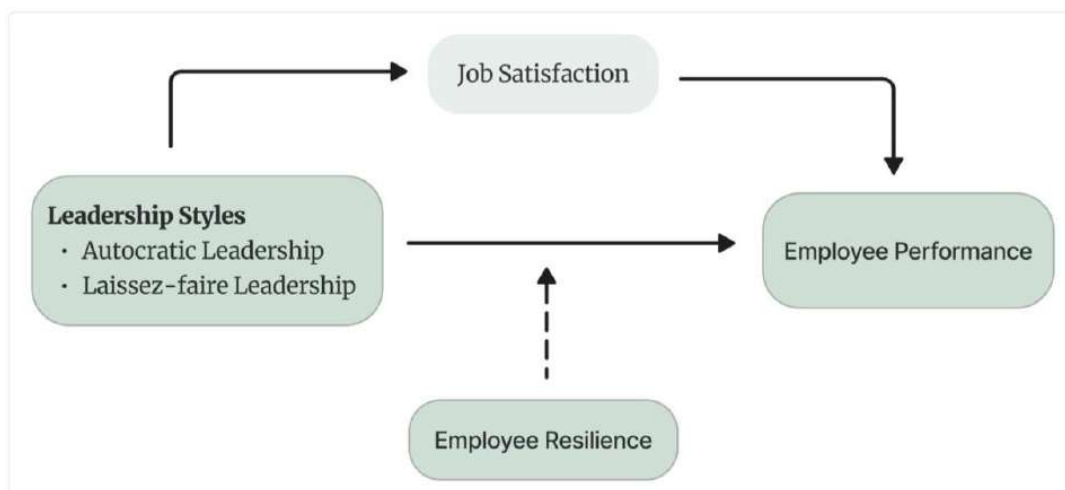 Job Satisfaction
Leadership Styles
· Autocratic Leadership
· Laissez-faire Leadership
Employee Performance
Employee Resilience